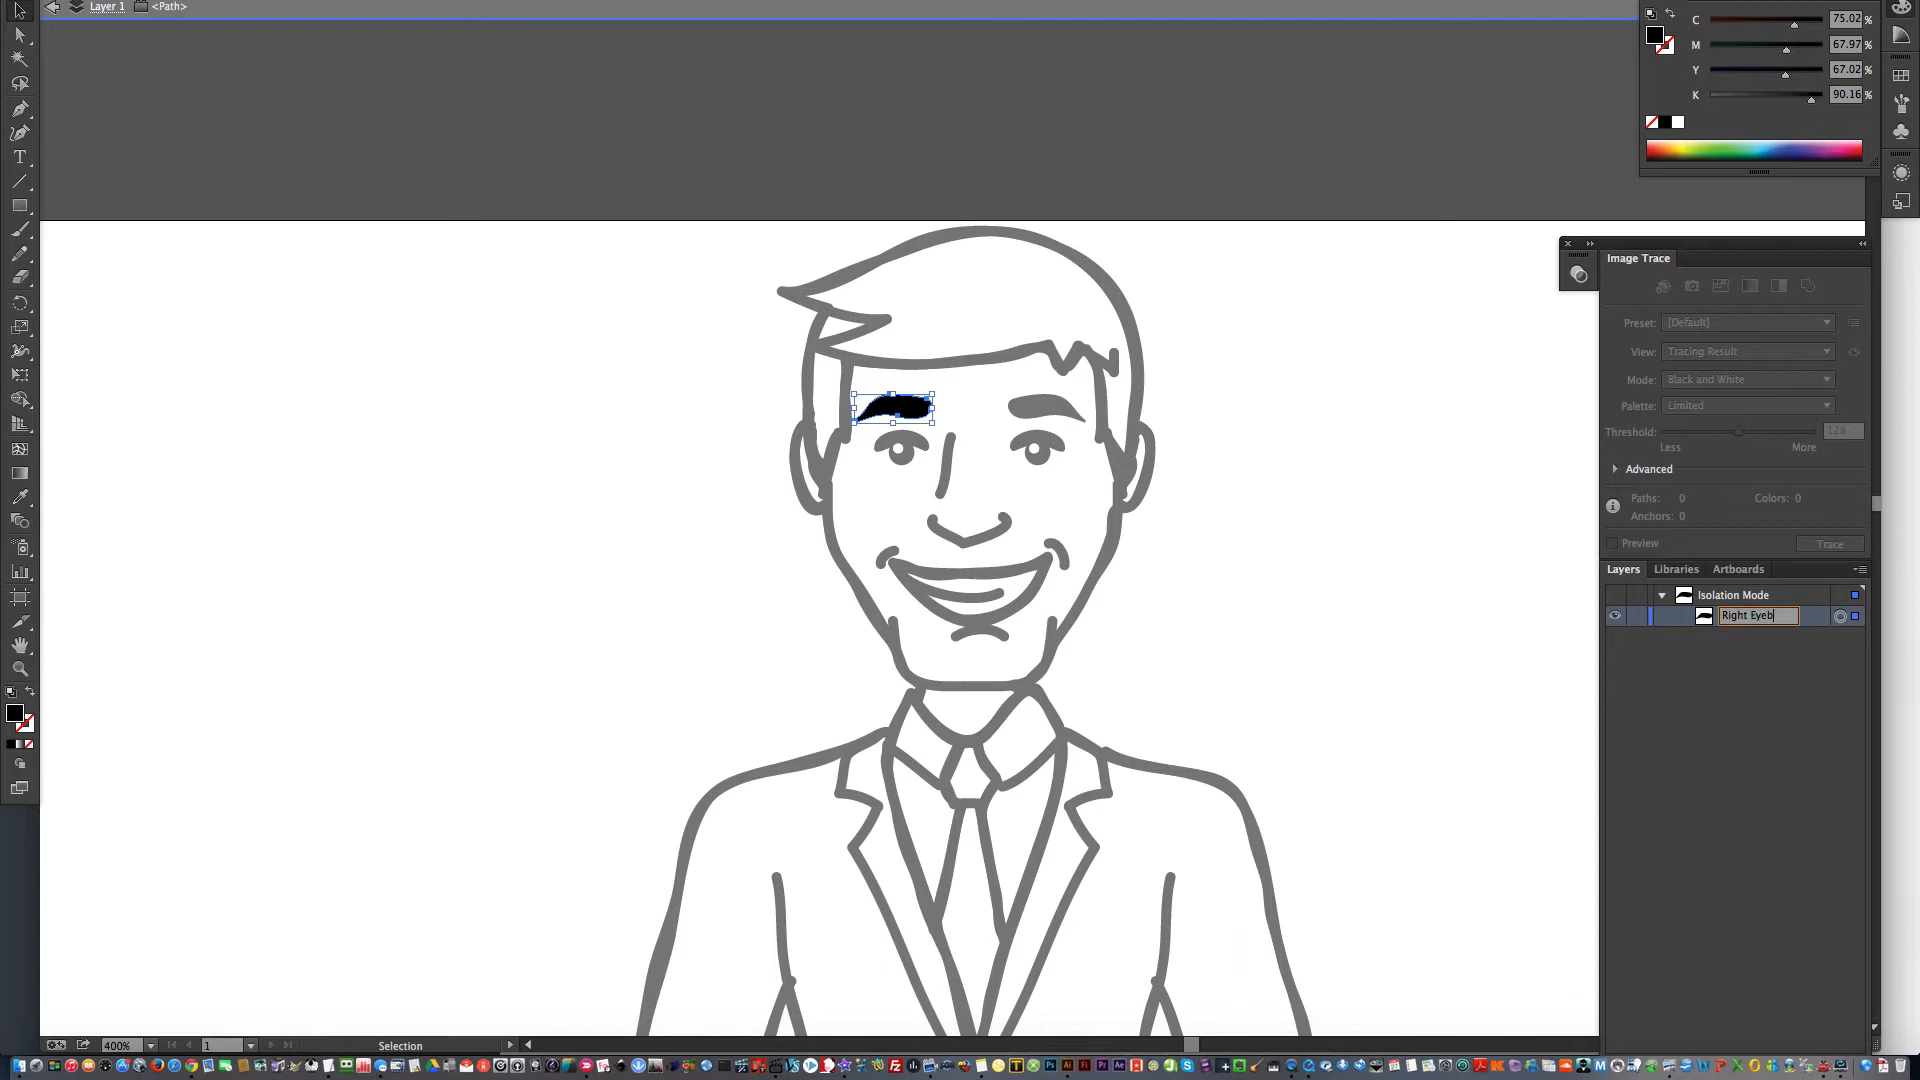 Layer 1 <Path>
C 75.02 %
M 67.97 %
Y 67.02 %
K 90.16 %
Image Trace
Preset: [Default]
View: Tracing Result
Mode: Black and White
Palette: Limited
Threshold: 128
Less More
Advanced
Paths: 0 Colors: 0
Anchors: 0
Preview Trace
Layers Libraries Artboards
Isolation Mode
Right Eyeb
400% 1 Selection